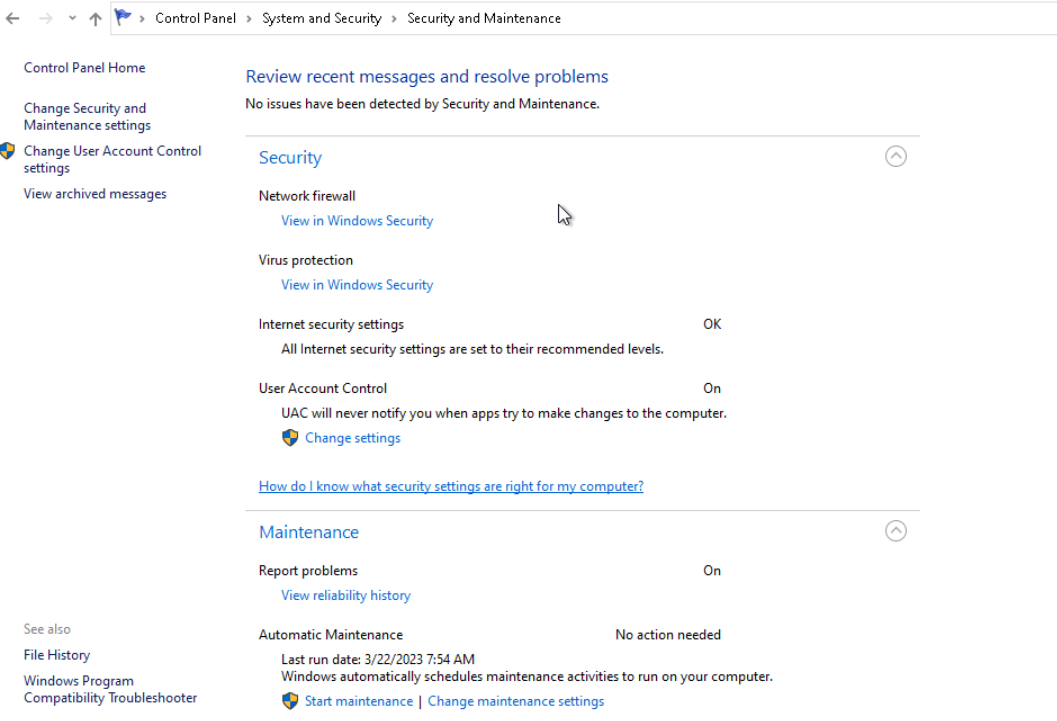 Control Panel › System and Security › Security and Maintenance
Control Panel Home
Change Security and
Maintenance settings
Change User Account Control
settings
View archived messages
Review recent messages and resolve problems
No issues have been detected by Security and Maintenance.
Security
Network firewall
View in Windows Security
Virus protection
View in Windows Security
Internet security settings OK
All Internet security settings are set to their recommended levels.
User Account Control On
UAC will never notify you when apps try to make changes to the computer.
Change settings
How do I know what security settings are right for my computer?
Maintenance
Report problems On
View reliability history
Automatic Maintenance No action needed
Last run date: 3/22/2023 7:54 AM
Windows automatically schedules maintenance activities to run on your computer.
Start maintenance | Change maintenance settings
See also
File History
Windows Program
Compatibility Troubleshooter